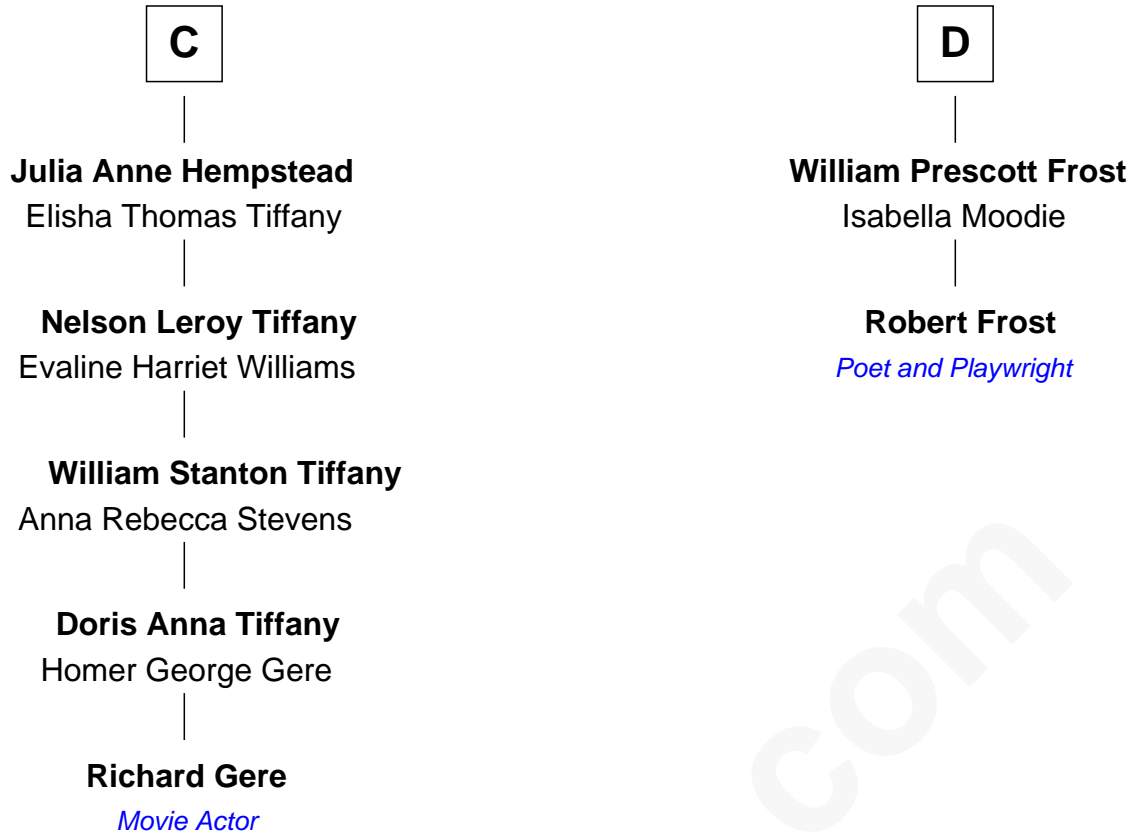 C
Julia Anne Hempstead
Elisha Thomas Tiffany
Nelson Leroy Tiffany
Evaline Harriet Williams
William Stanton Tiffany
Anna Rebecca Stevens
Doris Anna Tiffany
Homer George Gere
Richard Gere
Movie Actor
D
William Prescott Frost
Isabella Moodie
Robert Frost
Poet and Playwright
com